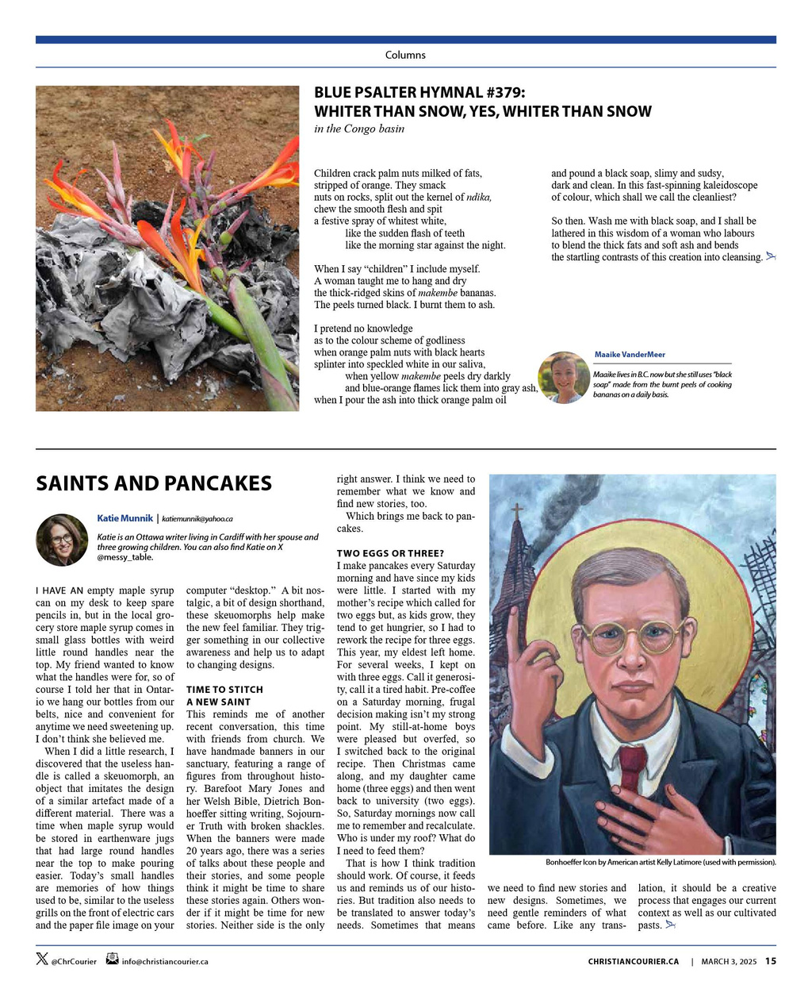 Columns
BLUE PSALTER HYMNAL #379:
WHITER THAN SNOW, YES, WHITER THAN SNOW
in the Congo basin
Children crack palm nuts milked of fats,
stripped of orange. They smack
nuts on rocks, split out the kernel of ndika,
chew the smooth flesh and spit
a festive spray of whitest white,
like the sudden flash of teeth
like the morning star against the night.
When I say “children” I include myself.
A woman taught me to hang and dry
the thick-ridged skins of makembe bananas.
The peels turned black. I burnt them to ash.
I pretend no knowledge
as to the colour scheme of godliness
when orange palm nuts with black hearts
splinter into speckled white in our saliva,
when yellow makembe peels dry darkly
and blue-orange flames lick them into gray ash,
when I pour the ash into thick orange palm oil
and pound a black soap, slimy and sudsy,
dark and clean. In this fast-spinning kaleidoscope
of colour, which shall we call the cleanliest?
So then. Wash me with black soap, and I shall be
lathered in this wisdom of a woman who labours
to blend the thick fats and soft ash and bends
the startling contrasts of this creation into cleansing.
Maaike VanderMeer
Maaike lives in B.C. now but she still uses “black
soap” made from the burnt peels of cooking
bananas on a daily basis.
SAINTS AND PANCAKES
Katie Munnik | katiemunnik@yahoo.ca
Katie is an Ottawa writer living in Cardiff with her spouse and
three growing children. You can also find Katie on X
@messy_table.
I HAVE AN empty maple syrup
can on my desk to keep spare
pencils in, but in the local gro-
cery store maple syrup comes in
small glass bottles with weird
little round handles near the
top. My friend wanted to know
what the handles were for, so of
course I told her that in Ontar-
io we hang our bottles from our
belts, nice and convenient for
anytime we need sweetening up.
I don’t think she believed me.
When I did a little research, I
discovered that the useless han-
dle is called a skeuomorph, an
object that imitates the design
of a similar artefact made of a
different material. There was a
time when maple syrup would
be stored in earthenware jugs
that had large round handles
near the top to make pouring
easier. Today’s small handles
are memories of how things
used to be, similar to the useless
grills on the front of electric cars
and the paper file image on your
computer “desktop.” A bit nos-
talgic, a bit of design shorthand,
these skeuomorphs help make
the new feel familiar. They trig-
ger something in our collective
awareness and help us to adapt
to changing designs.
TIME TO STITCH
A NEW SAINT
This reminds me of another
recent conversation, this time
with friends from church. We
have handmade banners in our
sanctuary, featuring a range of
figures from throughout histo-
ry. Barefoot Mary Jones and
her Welsh Bible, Dietrich Bon-
hoeffer sitting writing, Sojourn-
er Truth with broken shackles.
When the banners were made
20 years ago, there was a series
of talks about these people and
their stories, and some people
think it might be time to share
these stories again. Others won-
der if it might be time for new
stories. Neither side is the only
right answer. I think we need to
remember what we know and
find new stories, too.
Which brings me back to pan-
cakes.
TWO EGGS OR THREE?
I make pancakes every Saturday
morning and have since my kids
were little. I started with my
mother’s recipe which called for
two eggs but, as kids grow, they
tend to get hungrier, so I had to
rework the recipe for three eggs.
This year, my eldest left home.
For several weeks, I kept on
with three eggs. Call it generosi-
ty, call it a tired habit. Pre-coffee
on a Saturday morning, frugal
decision making isn’t my strong
point. My still-at-home boys
were pleased but overfed, so
I switched back to the original
recipe. Then Christmas came
along, and my daughter came
home (three eggs) and then went
back to university (two eggs).
So, Saturday mornings now call
me to remember and recalculate.
Who is under my roof? What do
I need to feed them?
That is how I think tradition
should work. Of course, it feeds
us and reminds us of our histo-
ries. But tradition also needs to
be translated to answer today’s
needs. Sometimes that means
Bonhoeffer Icon by American artist Kelly Latimore (used with permission).
we need to find new stories and
new designs. Sometimes, we
need gentle reminders of what
came before. Like any trans-
lation, it should be a creative
process that engages our current
context as well as our cultivated
pasts.
@ChrCourier info@christiancourier.ca
CHRISTIANCOURIER.CA | MARCH 3, 2025 15